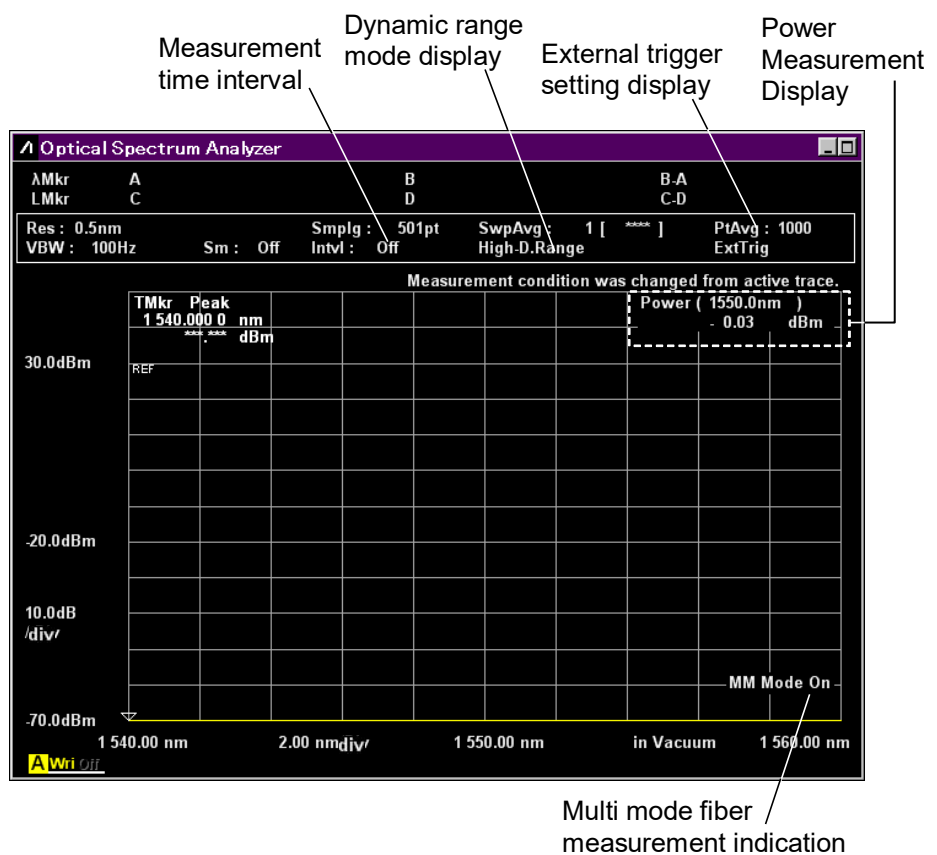 Measurement
time interval
Dynamic range
mode display
External trigger
setting display
Power
Measurement
Display
Optical Spectrum Analyzer
λMkr A B B-A
LMkr C D C-D
Res : 0.5nm Smplg : 501pt SwpAvg : 1 [ **** ] PtAvg : 1000
VBW : 100Hz Sm : Off Intvl : Off High-D.Range ExtTrig
Measurement condition was changed from active trace.
TMkr Peak
1 540.000 0 nm
***.*** dBm
Power ( 1550.0nm )
- 0.03 dBm
30.0dBm
REF
-20.0dBm
10.0dB
/div/
MM Mode On
-70.0dBm
1 540.00 nm 2.00 nmdiv/ 1 550.00 nm in Vacuum 1 560.00 nm
A Wri Off
Multi mode fiber
measurement indication